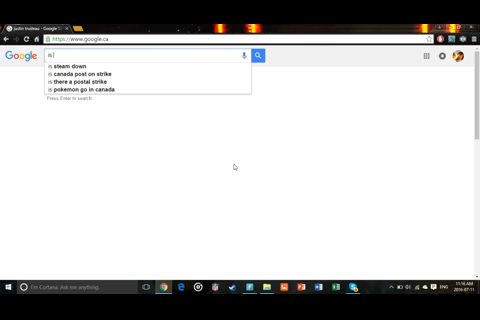 justin trudeau - Google Se
https://www.google.ca
Google
is
is steam down
is canada post on strike
is there a postal strike
is pokemon go in canada
Press Enter to search.
I'm Cortana. Ask me anything.
ENG
11:16 AM
2016-07-11